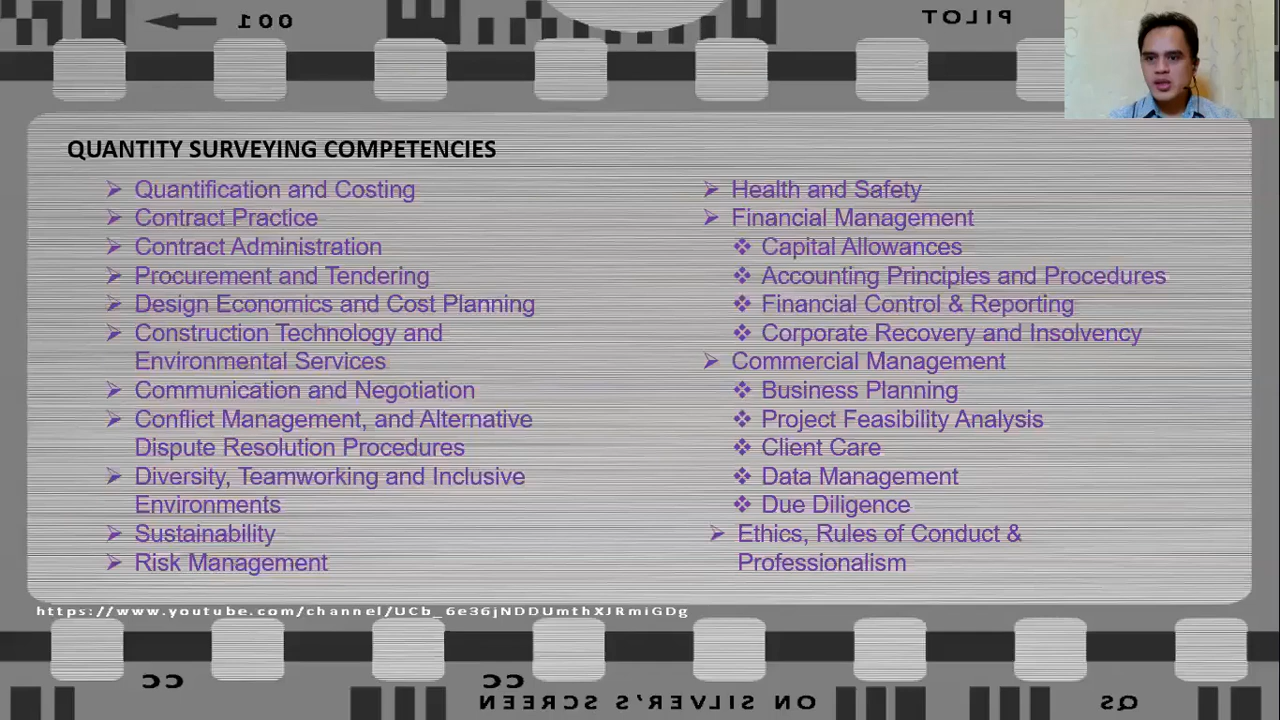 001
PILOT
QUANTITY SURVEYING COMPETENCIES
Quantification and Costing
Contract Practice
Contract Administration
Procurement and Tendering
Design Economics and Cost Planning
Construction Technology and
Environmental Services
Communication and Negotiation
Conflict Management, and Alternative
Dispute Resolution Procedures
Diversity, Teamworking and Inclusive
Environments
Sustainability
Risk Management
Health and Safety
Financial Management
Capital Allowances
Accounting Principles and Procedures
Financial Control & Reporting
Corporate Recovery and Insolvency
Commercial Management
Business Planning
Project Feasibility Analysis
Client Care
Data Management
Due Diligence
Ethics, Rules of Conduct &
Professionalism
https://www.youtube.com/channel/UCb_6e36jNDDUmthXJRmiGDg
CC
CC
ON SILVER'S SCREEN
QS